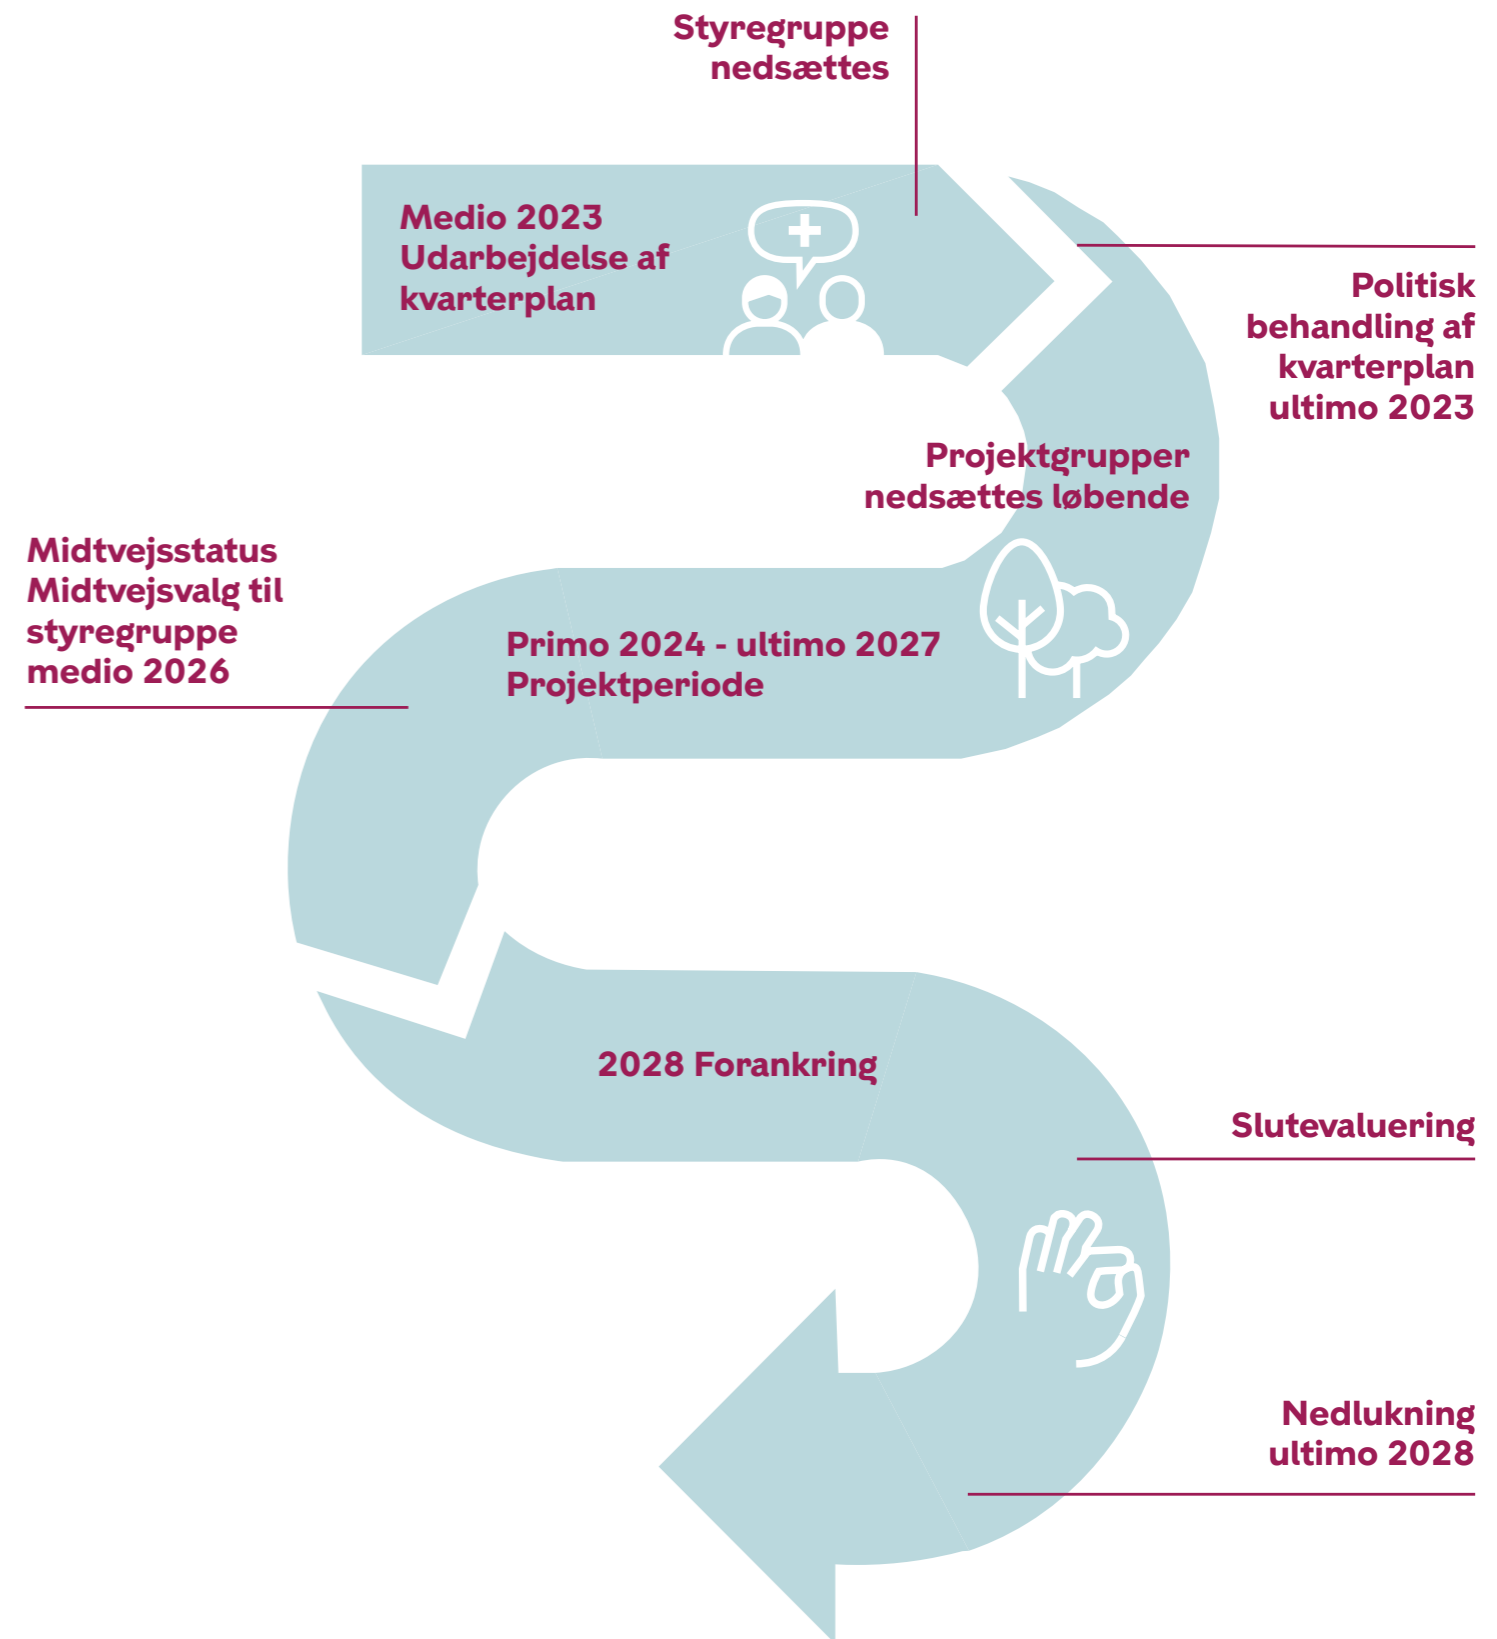 Styregruppe
nedsættes
Medio 2023
Udarbejdelse af
kvarterplan
Politisk
behandling af
kvarterplan
ultimo 2023
Projektgrupper
nedsættes løbende
Midtvejsstatus
Midtvejsvalg til
styregruppe
medio 2026
Primo 2024 - ultimo 2027
Projektperiode
2028 Forankring
Slutevaluering
Nedlukning
ultimo 2028